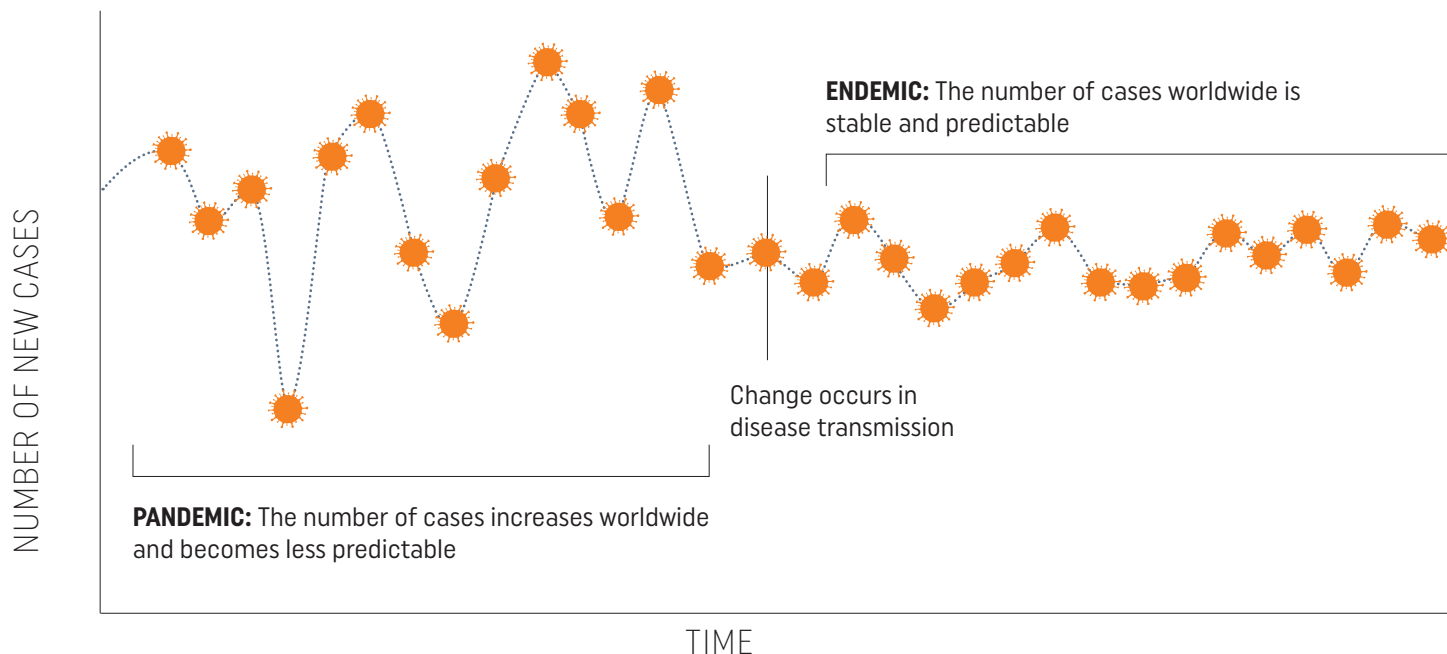 NUMBER OF NEW CASES
ENDEMIC: The number of cases worldwide is
stable and predictable
Change occurs in
disease transmission
PANDEMIC: The number of cases increases worldwide
and becomes less predictable
TIME